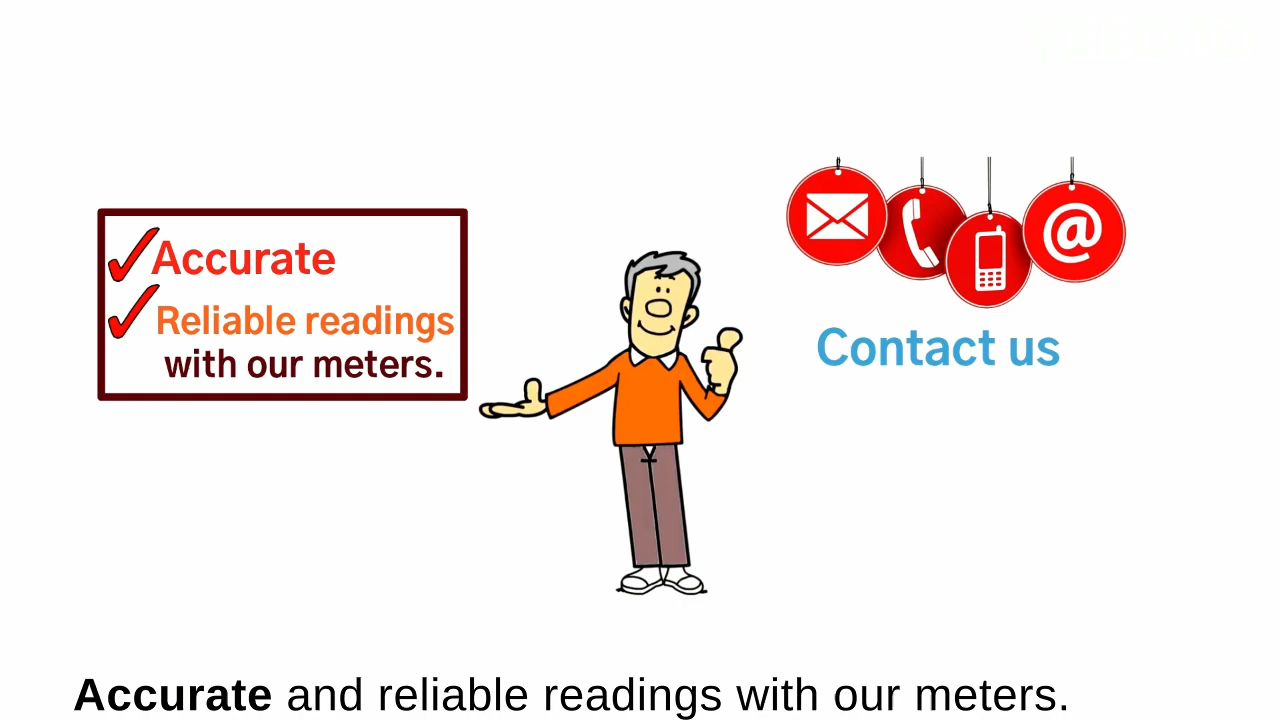 Accurate
Reliable readings
with our meters.
@
Contact us
Accurate and reliable readings with our meters.